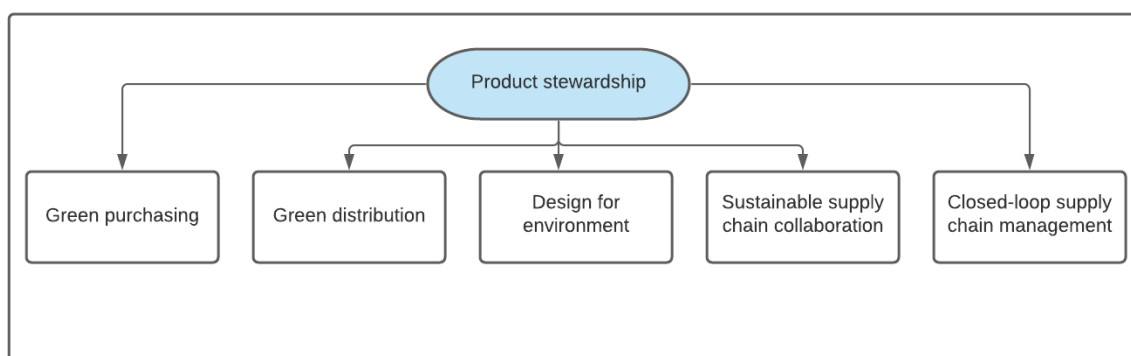 Product stewardship
Green purchasing
Green distribution
Design for
environment
Sustainable supply
chain collaboration
Closed-loop supply
chain management